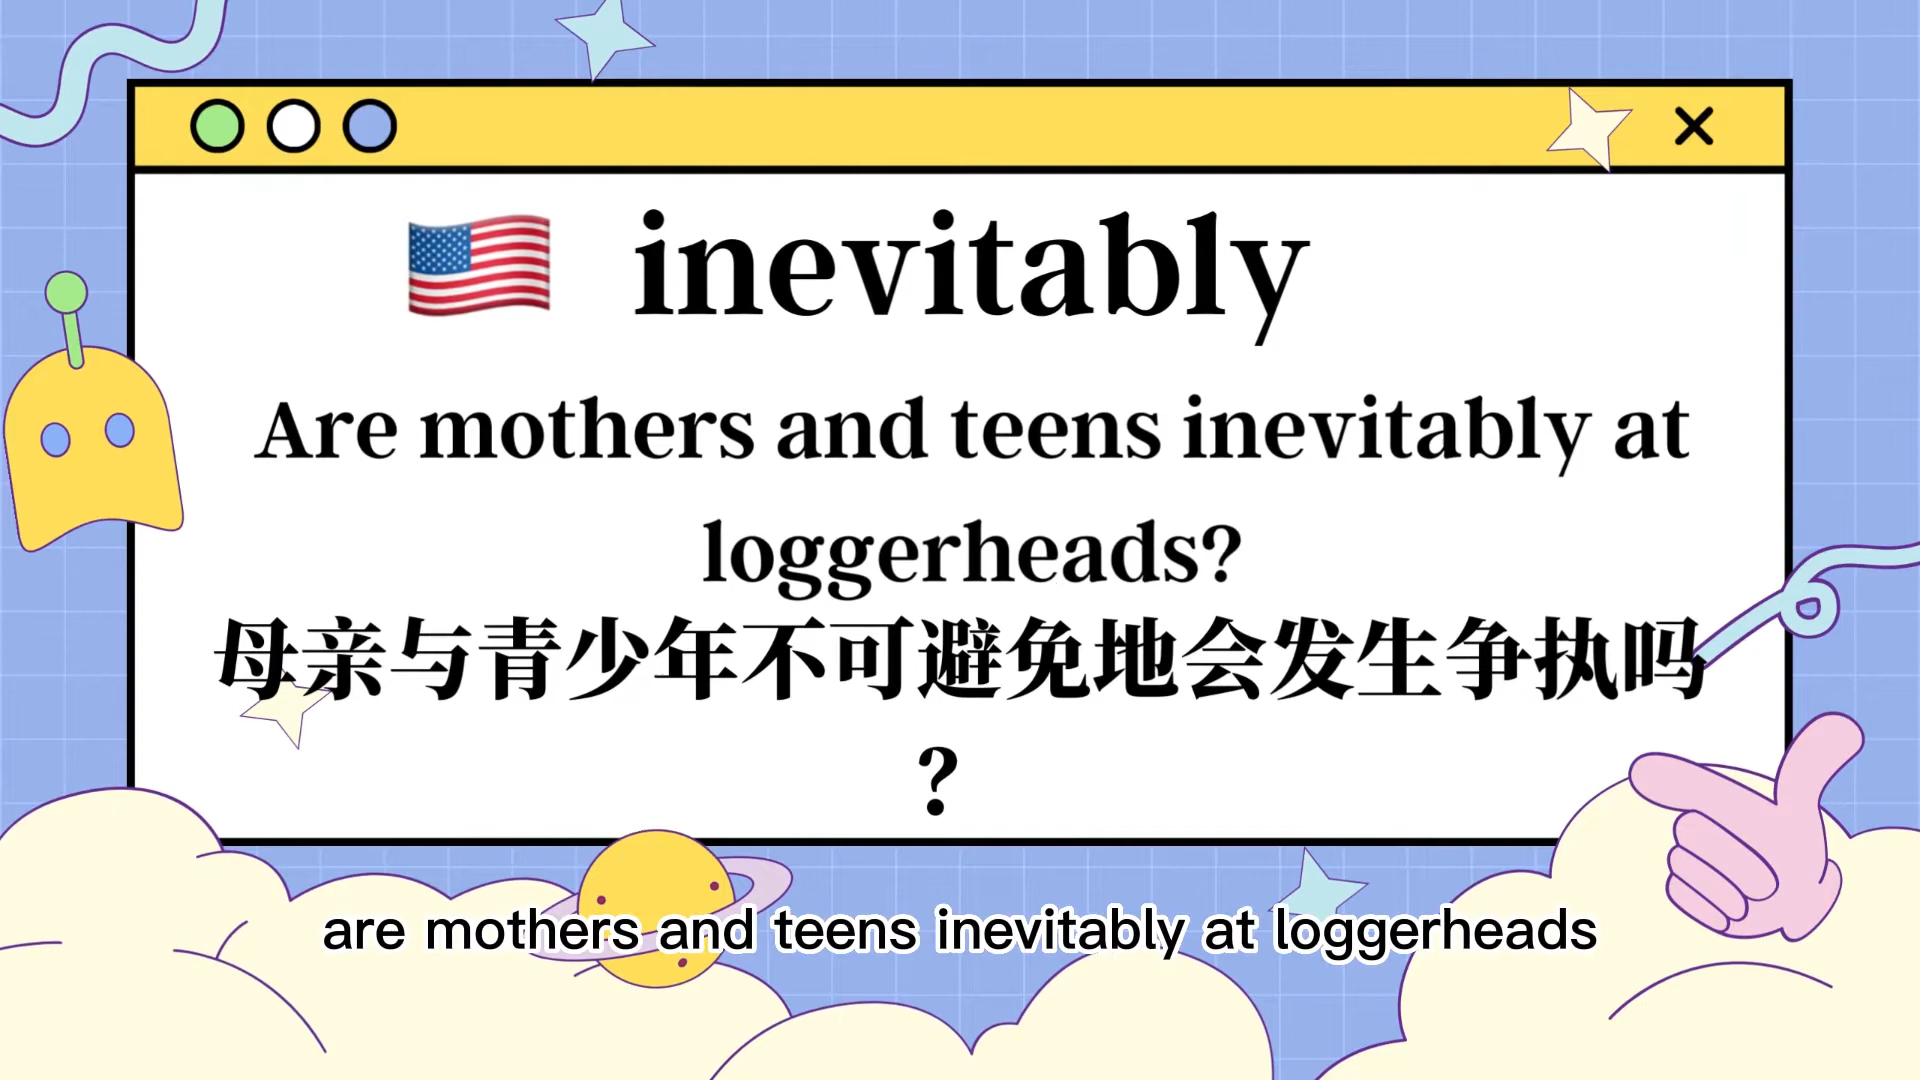 inevitably
Are mothers and teens inevitably at
loggerheads?
母亲与青少年不可避免地会发生争执吗
?
are mothers and teens inevitably at loggerheads